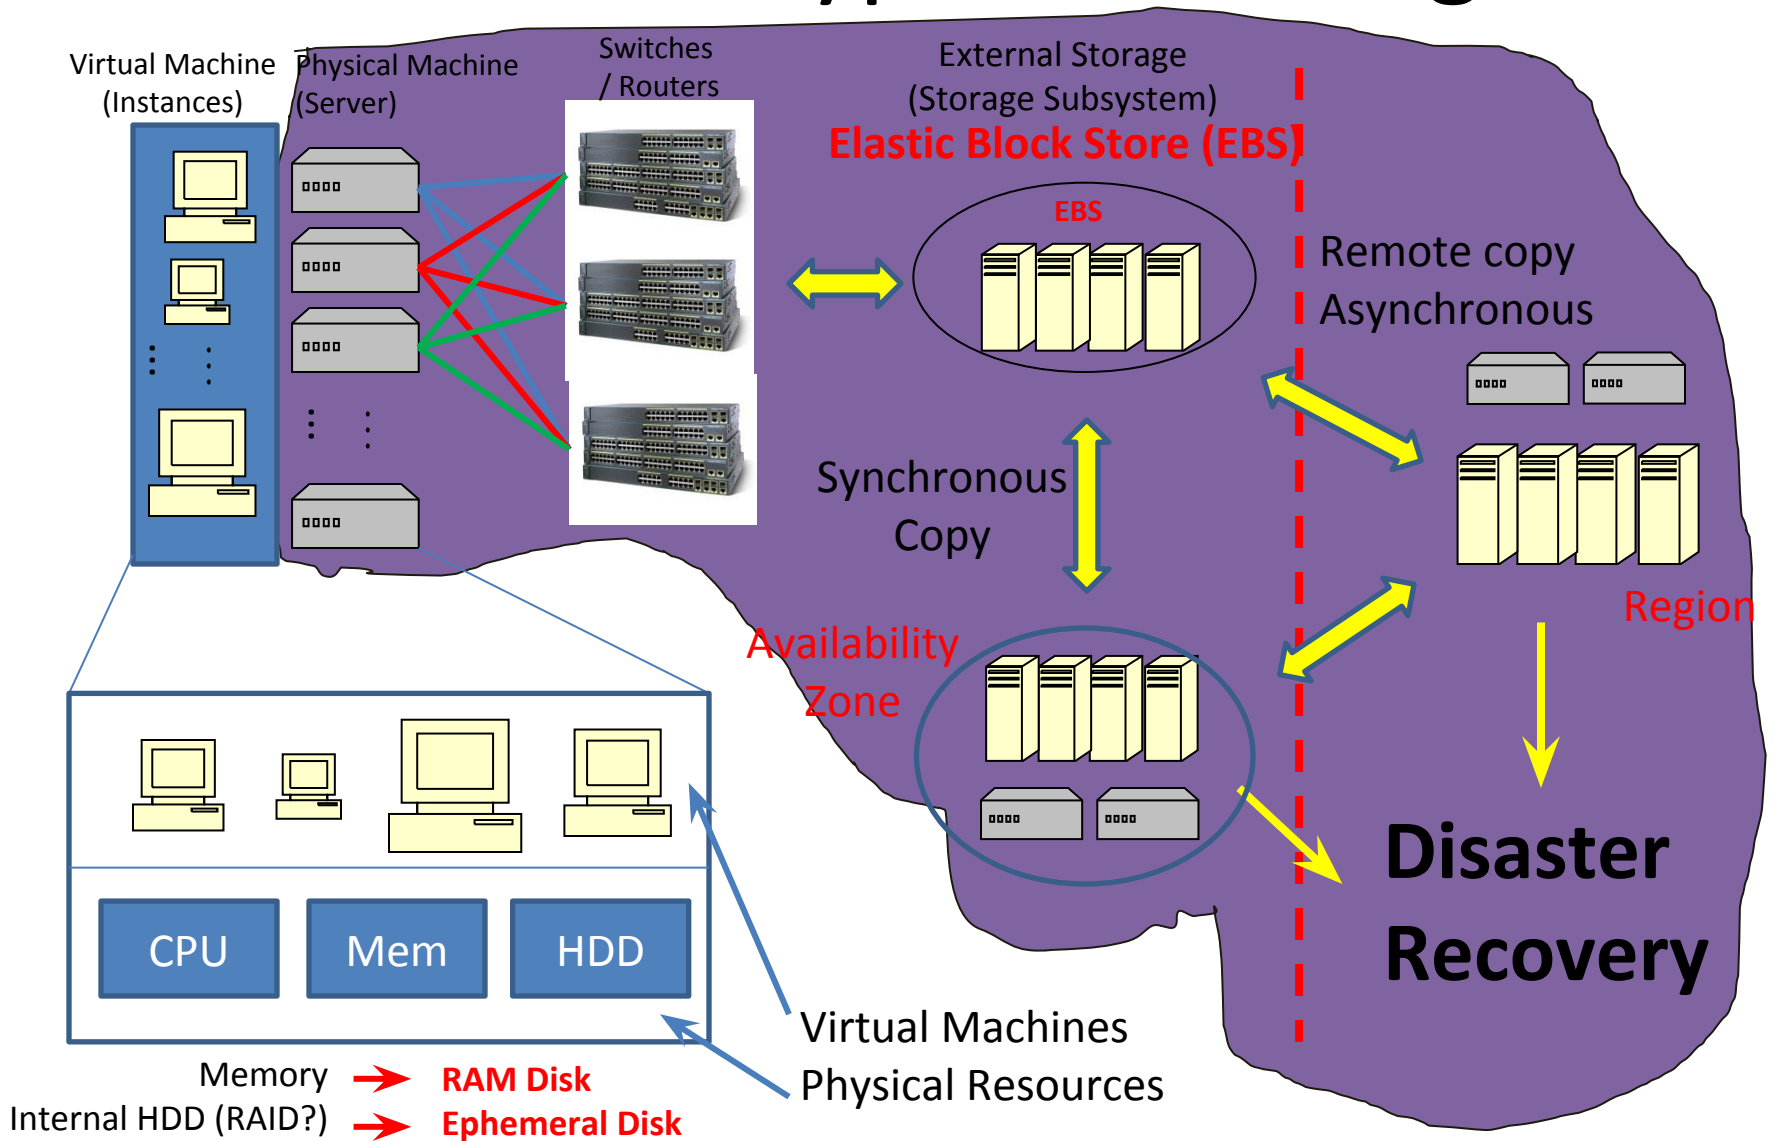 Virtual Machine
(Instances)
Physical Machine
(Server)
Switches
/ Routers
External Storage
(Storage Subsystem)
Elastic Block Store (EBS)
EBS
Remote copy
Asynchronous
Synchronous
Copy
Availability
Zone
Region
Disaster
Recovery
CPU
Mem
HDD
Virtual Machines
Physical Resources
Memory
RAM Disk
Internal HDD (RAID?)
Ephemeral Disk